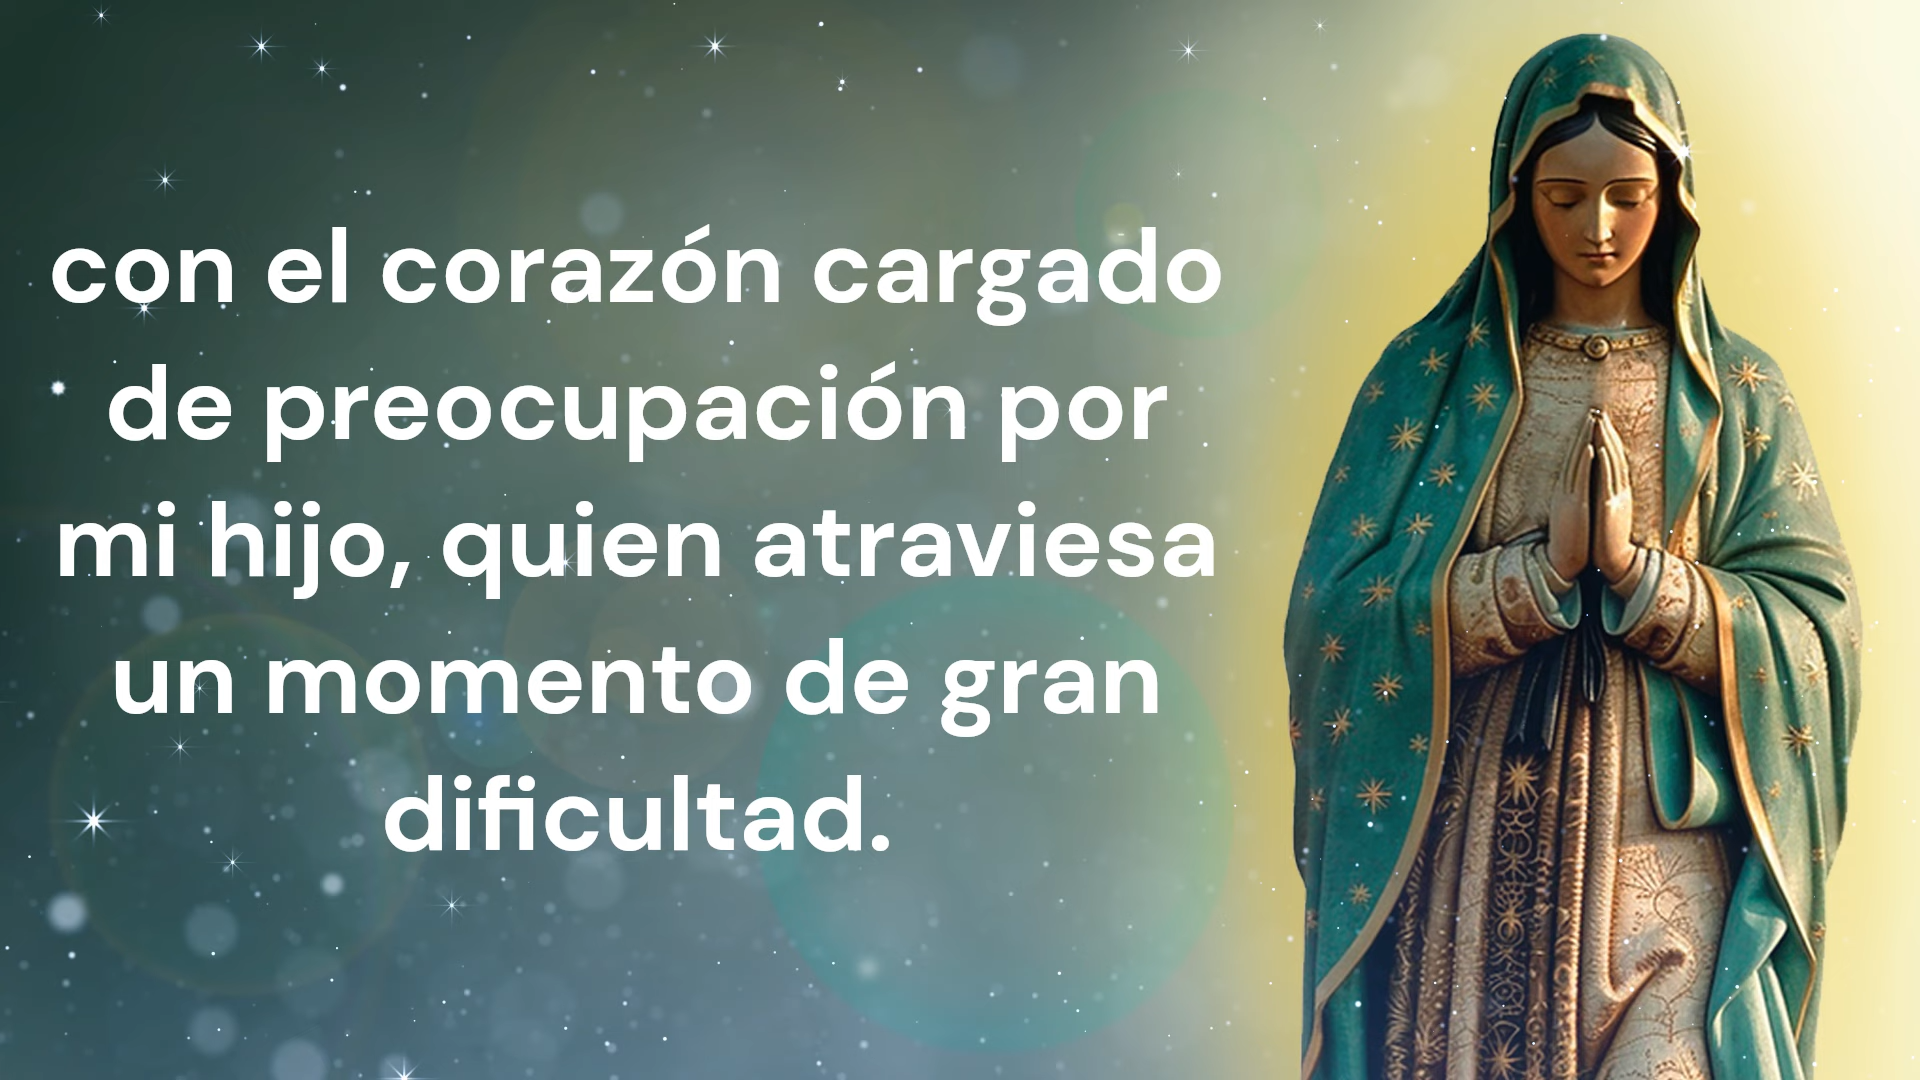 con el corazón cargado
de preocupación por
mi hijo, quien atraviesa
un momento de gran
dificultad.